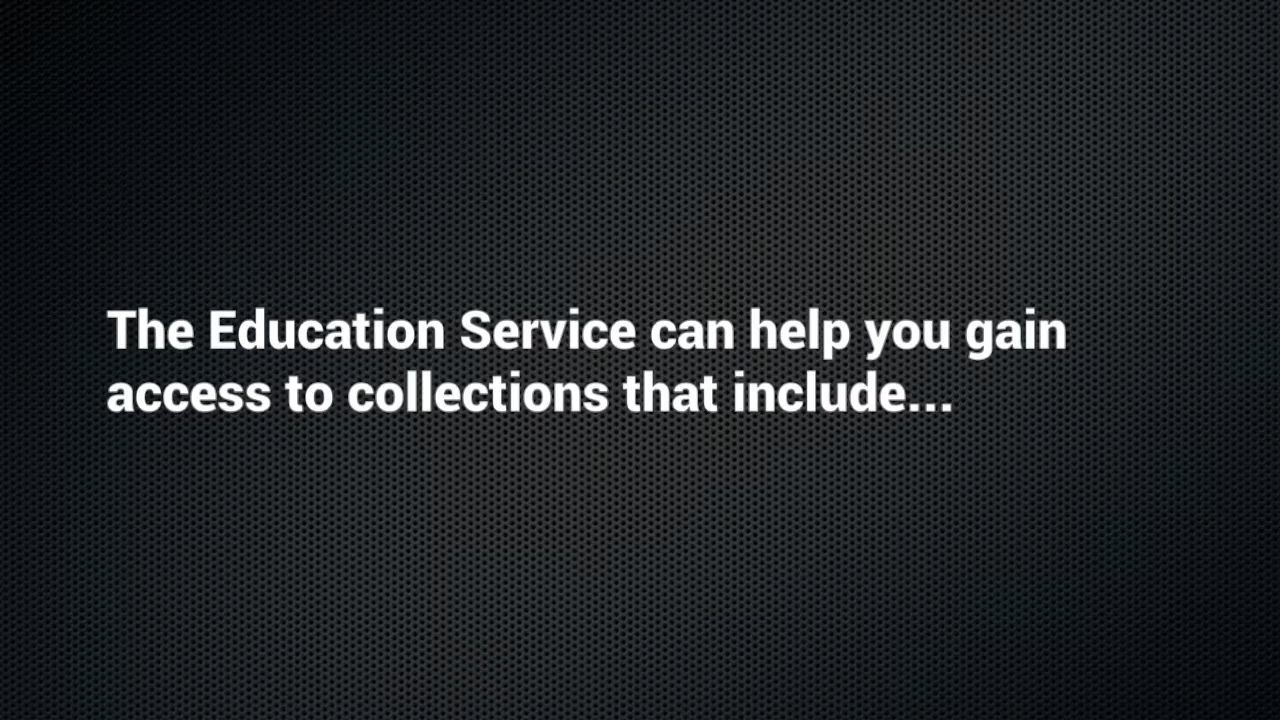 The Education Service can help you gain
access to collections that include...